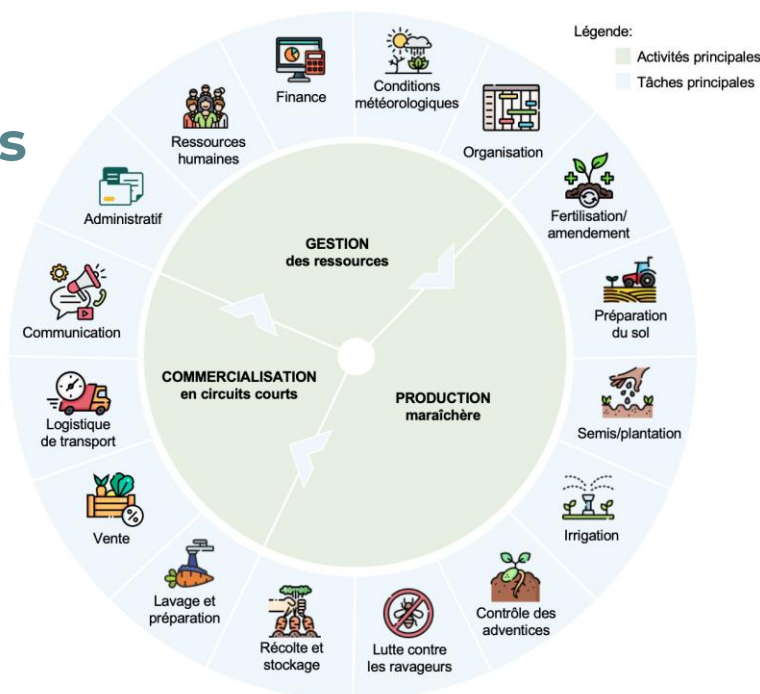 Légende:
Activités principales
Tâches principales
s
Finance
Conditions
météorologiques
Organisation
Fertilisation/
amendement
Préparation
du sol
Semis/plantation
Irrigation
Contrôle des
adventices
Lutte contre
les ravageurs
Récolte et
stockage
Lavage et
préparation
Vente
Logistique
de transport
Communication
Administratif
Ressources
humaines
GESTION
des ressources
COMMERCIALISATION
en circuits courts
PRODUCTION
maraîchère